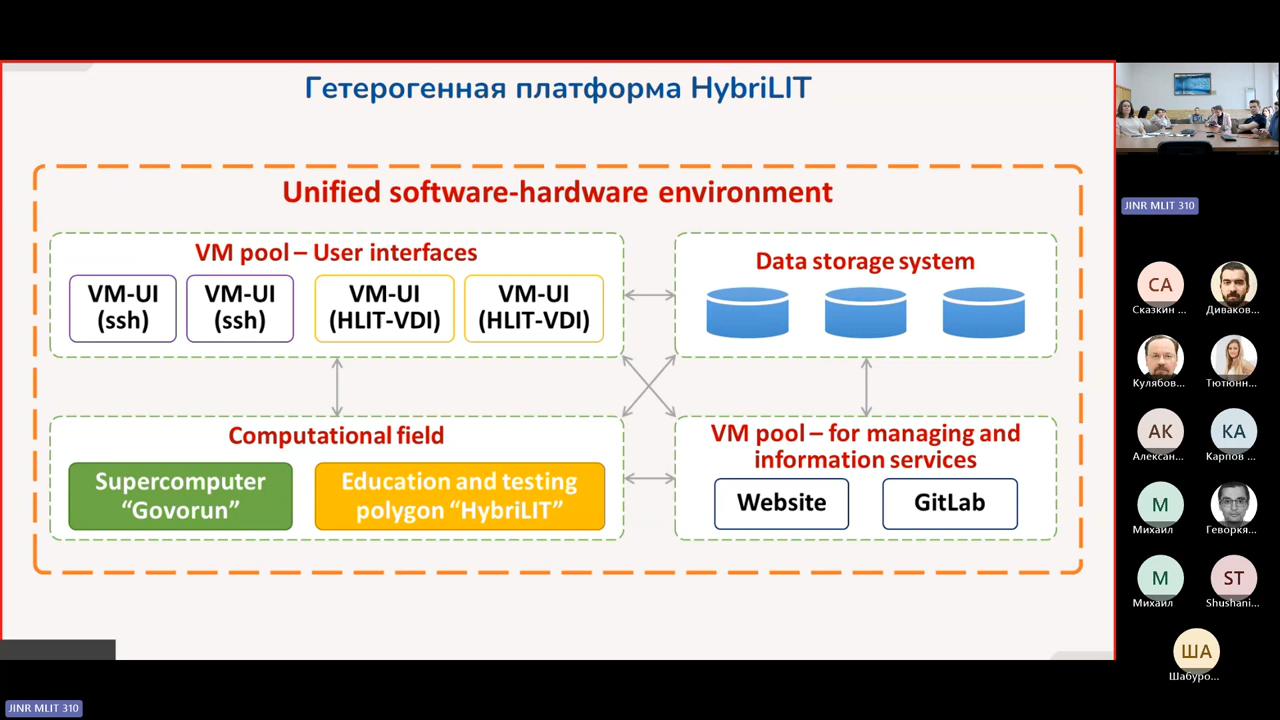 Гетерогенная платформа HybriLIT
Unified software-hardware environment
VM pool – User interfaces
VM-UI
(ssh)
VM-UI
(ssh)
VM-UI
(HLIT-VDI)
VM-UI
(HLIT-VDI)
Data storage system
Computational field
Supercomputer
“Govorun”
Education and testing
polygon “HybriLIT”
VM pool – for managing and
information services
Website
GitLab
JINR MLIT 310
СА
Сказкин ...
Диваков...
Кулябов...
Тютюнн...
АК
Алексан...
КА
Карпов ...
М
Михаил
Геворкя...
М
Михаил
ST
Shushani...
ША
Шабуро...
JINR MLIT 310